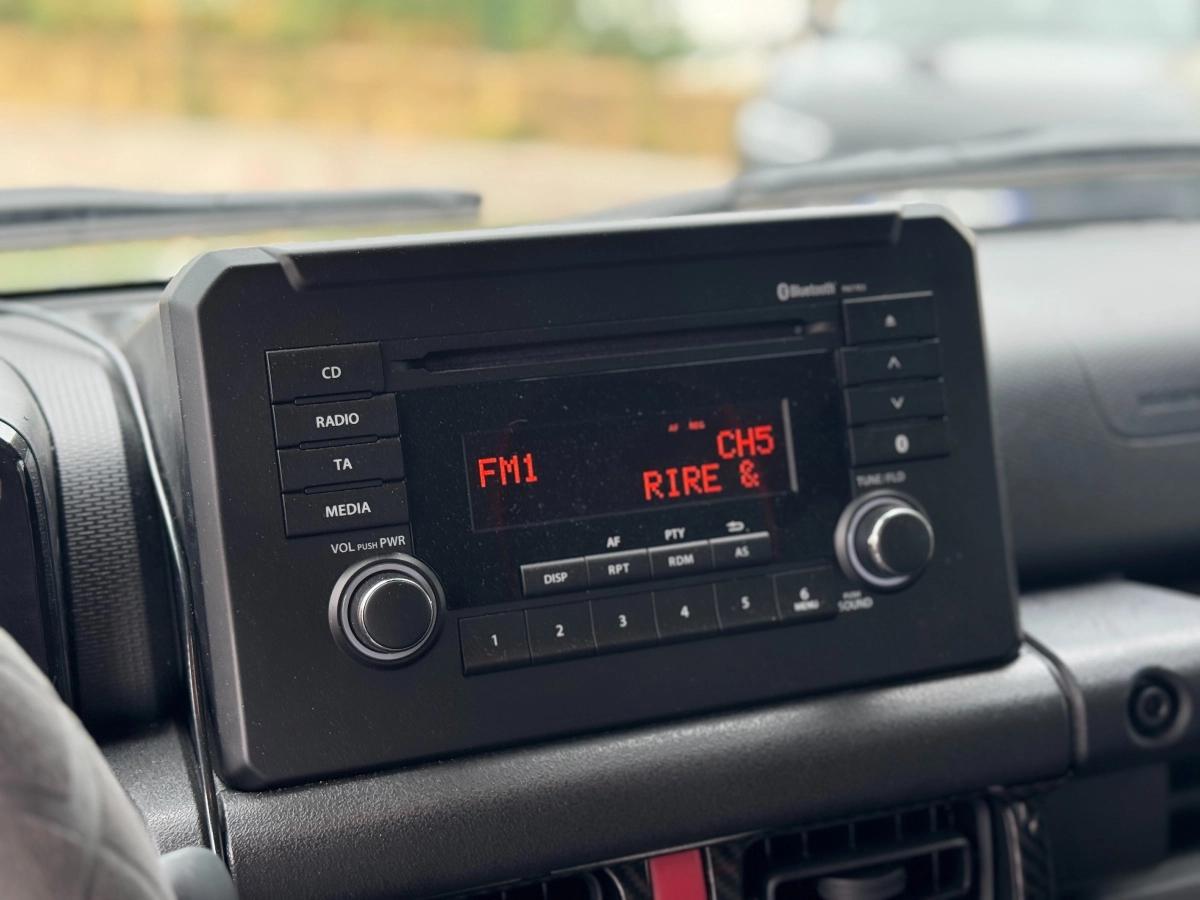 Bluetooth
CD
RADIO
TA
MEDIA
VOL PUSH PWR
AF REG
FM1 CH5
RIRE &
TUNE/FLD
AF PTY
DISP RPT RDM AS
1 2 3 4 5 6
MENU
PUSH
SOUND